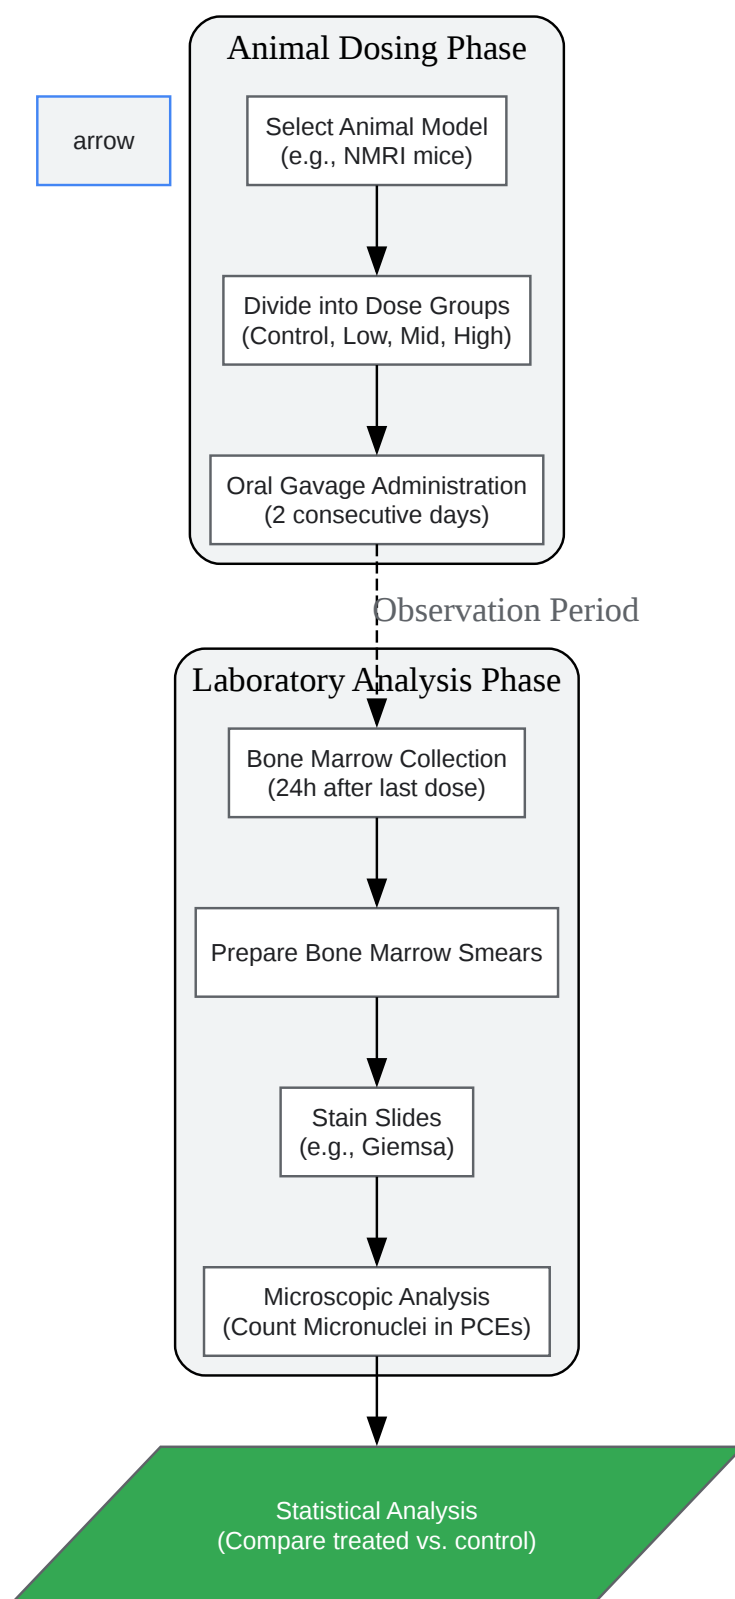 Animal Dosing Phase
arrow
Select Animal Model
(e.g., NMRI mice)
Divide into Dose Groups
(Control, Low, Mid, High)
Oral Gavage Administration
(2 consecutive days)
Observation Period
Laboratory Analysis Phase
Bone Marrow Collection
(24h after last dose)
Prepare Bone Marrow Smears
Stain Slides
(e.g., Giemsa)
Microscopic Analysis
(Count Micronuclei in PCEs)
Statistical Analysis
(Compare treated vs. control)